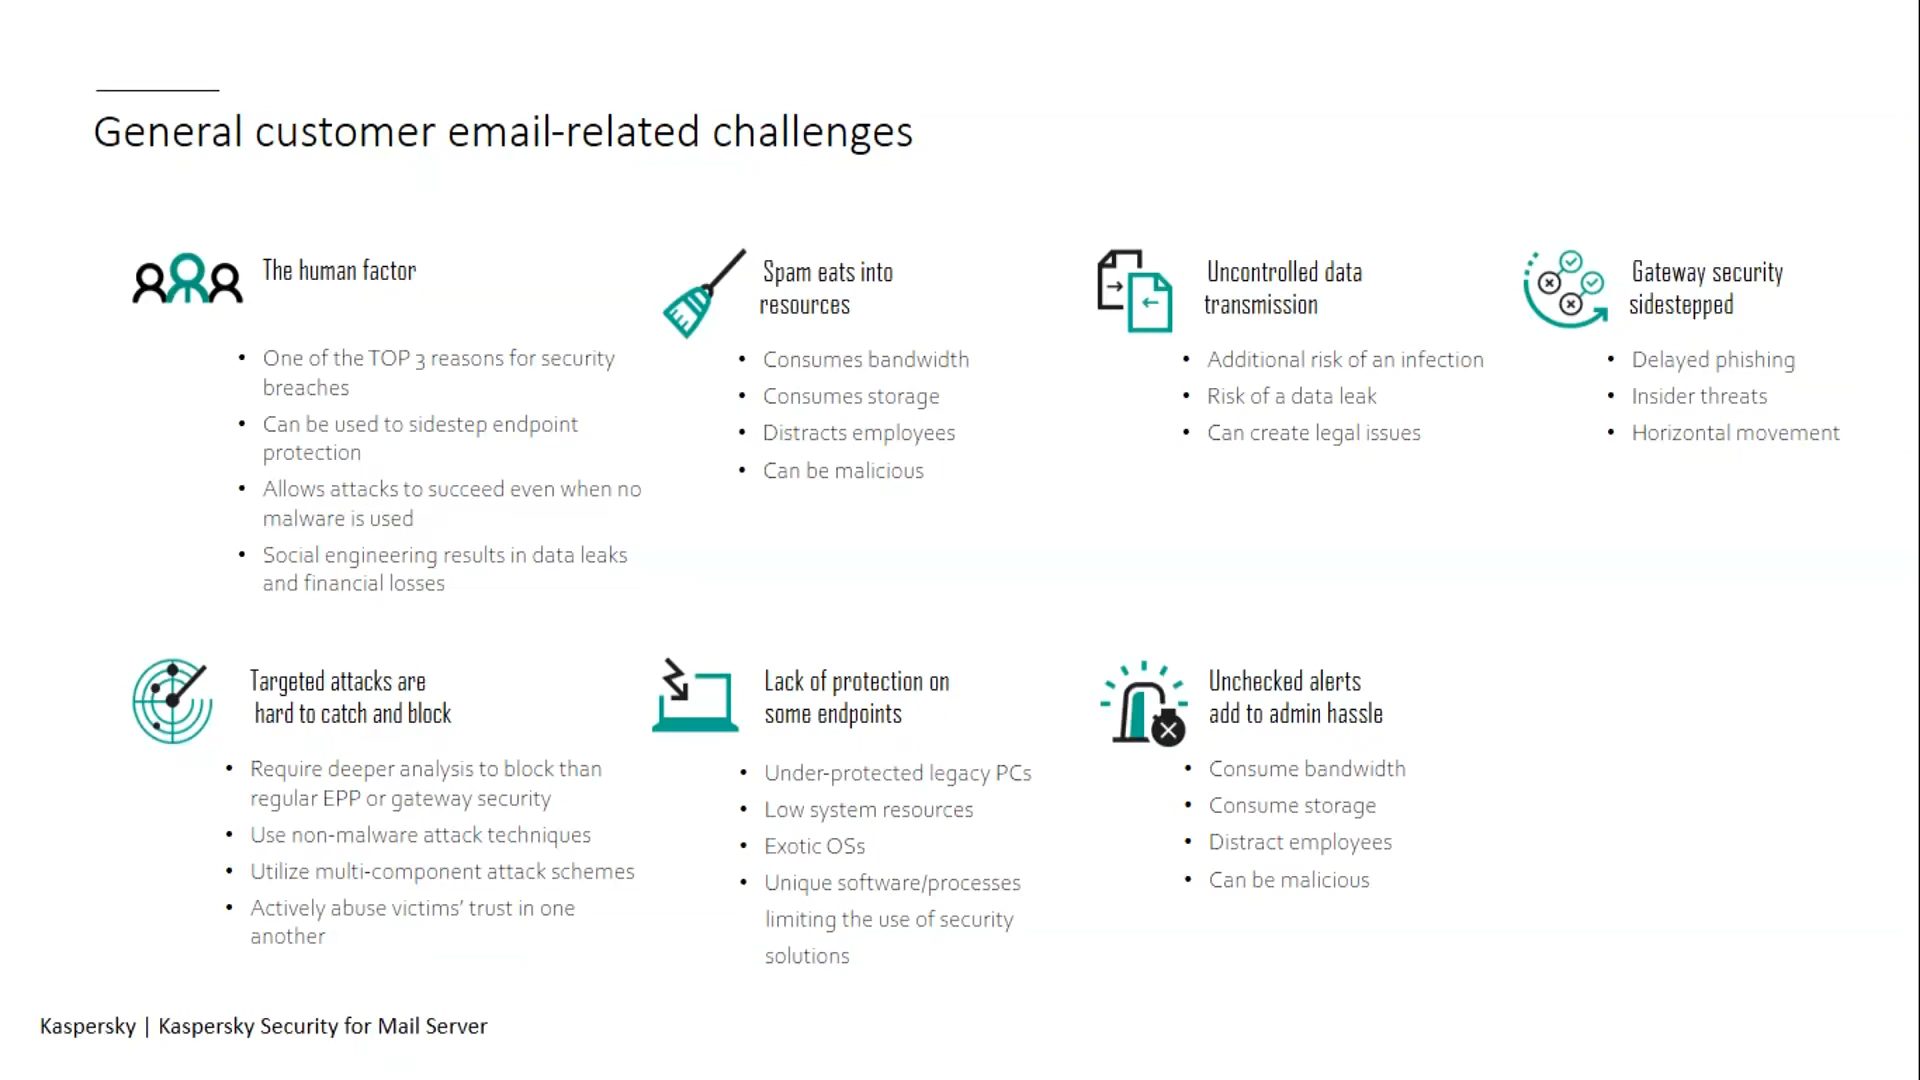 General customer email-related challenges
The human factor
• One of the TOP 3 reasons for security
breaches
• Can be used to sidestep endpoint
protection
• Allows attacks to succeed even when no
malware is used
• Social engineering results in data leaks
and financial losses
Spam eats into
resources
• Consumes bandwidth
• Consumes storage
• Distracts employees
• Can be malicious
Uncontrolled data
transmission
• Additional risk of an infection
• Risk of a data leak
• Can create legal issues
Gateway security
sidestepped
• Delayed phishing
• Insider threats
• Horizontal movement
Targeted attacks are
hard to catch and block
• Require deeper analysis to block than
regular EPP or gateway security
• Use non-malware attack techniques
• Utilize multi-component attack schemes
• Actively abuse victims’ trust in one
another
Lack of protection on
some endpoints
• Under-protected legacy PCs
• Low system resources
• Exotic OSs
• Unique software/processes
limiting the use of security
solutions
Unchecked alerts
add to admin hassle
• Consume bandwidth
• Consume storage
• Distract employees
• Can be malicious
Kaspersky | Kaspersky Security for Mail Server